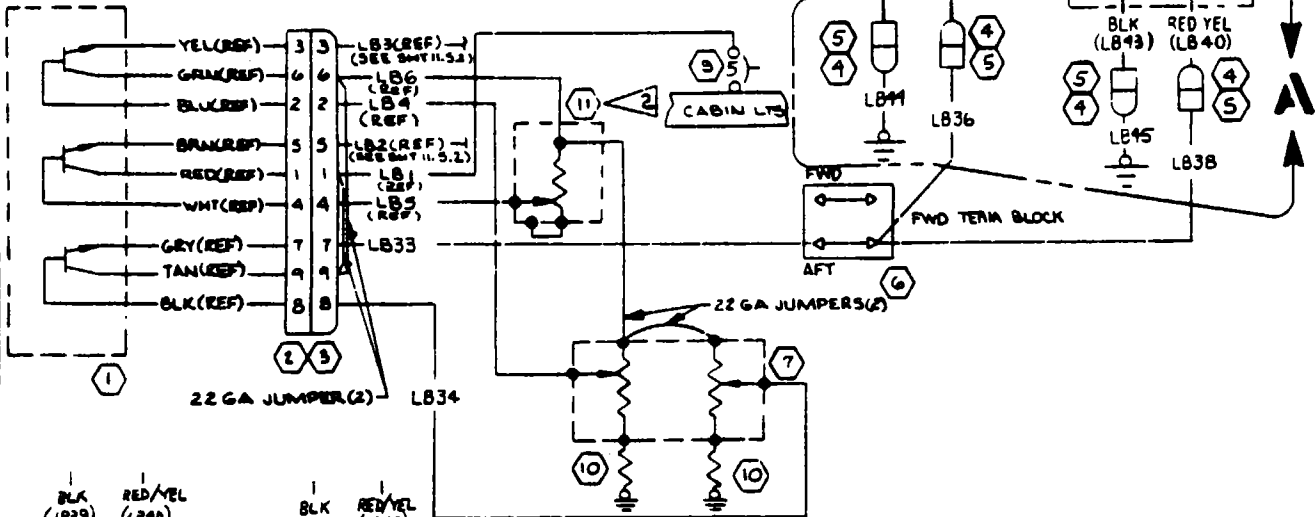 YEL(REF) 3 3 LB3(REF)
(SEE SHT 11.5.2)
GRN(REF) 6 6 LB6
(REF)
BLU(REF) 2 2 LB4
(REF)
BRN(REF) 5 5 LB2(REF)
(SEE SHT 11.5.2)
RED(REF) 1 1 LB1
(REF)
WHT(REF) 4 4 LB5
(REF)
GRY(REF) 7 7 LB33
TAN(REF) 9 9
BLK(REF) 8 8
1
2 3
22 GA JUMPER(2)
LB34
9 5
11 2
CABIN LTS
5
4
LB44
4
5
LB36
BLK
(LB43)
RED YEL
(LB40)
5
4
LB45
4
5
LB38
A
FWD
AFT
FWD TERM BLOCK
6
22 GA JUMPERS(2)
7
10
10
BLK
(LB39)
RED/YEL
BLK
RED/YEL